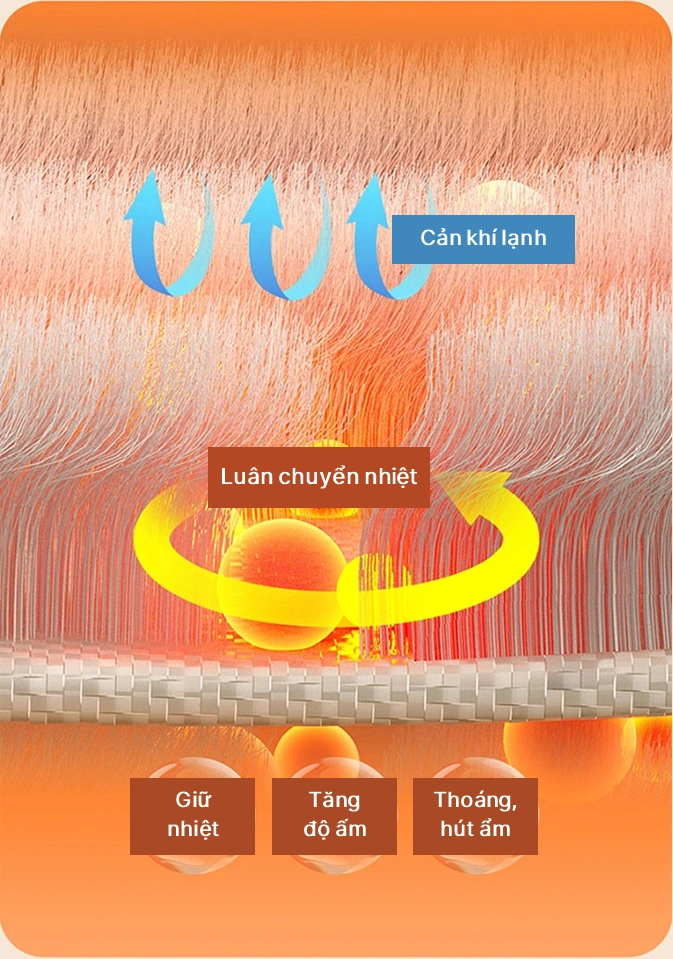 Cản khí lạnh
Luân chuyển nhiệt
Giữ
nhiệt
Tăng
độ ấm
Thoáng,
hút ẩm